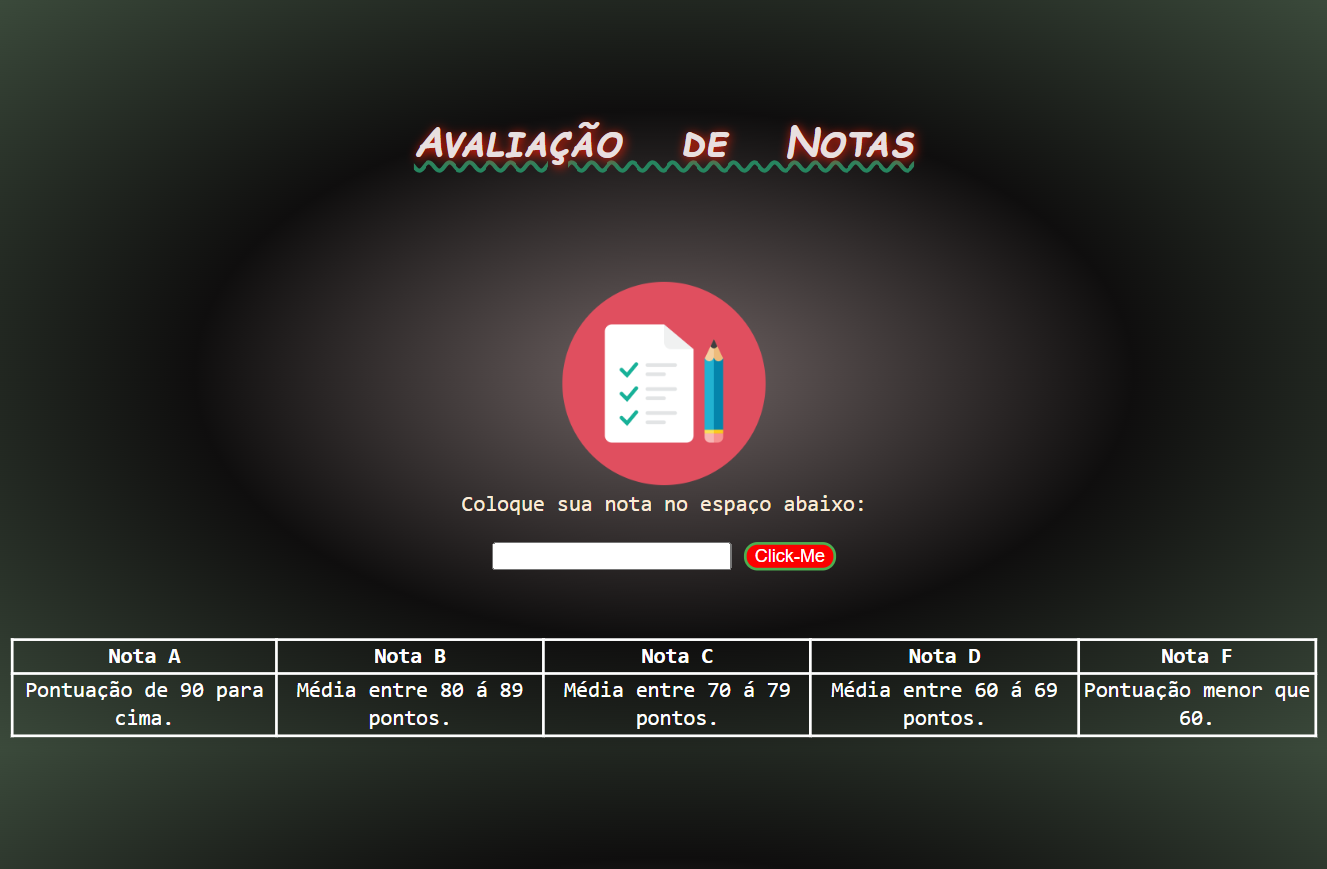 Avaliação de Notas
Coloque sua nota no espaço abaixo:
Click-Me
Nota A Nota B Nota C Nota D Nota F
Pontuação de 90 para Média entre 80 á 89 Média entre 70 á 79 Média entre 60 á 69 Pontuação menor que
cima. pontos. pontos. pontos. 60.